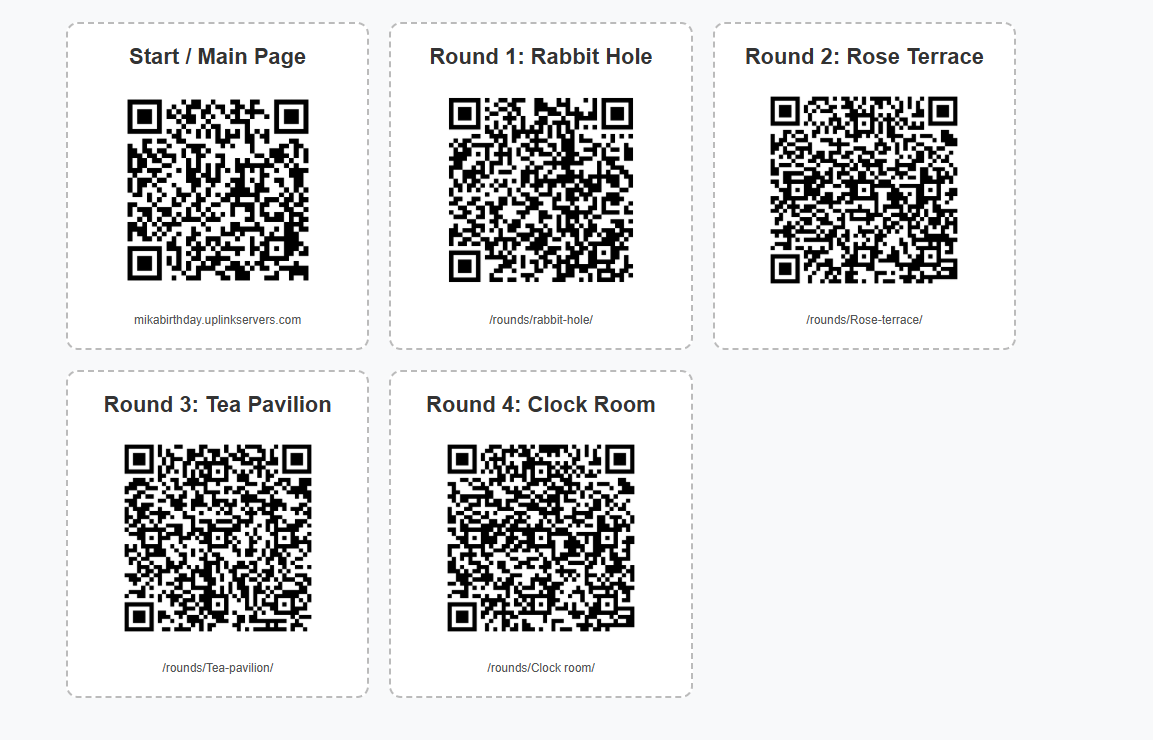 Start / Main Page
mikabirthday.uplinkservers.com
Round 1: Rabbit Hole
/rounds/rabbit-hole/
Round 2: Rose Terrace
/rounds/Rose-terrace/
Round 3: Tea Pavilion
/rounds/Tea-pavilion/
Round 4: Clock Room
/rounds/Clock room/